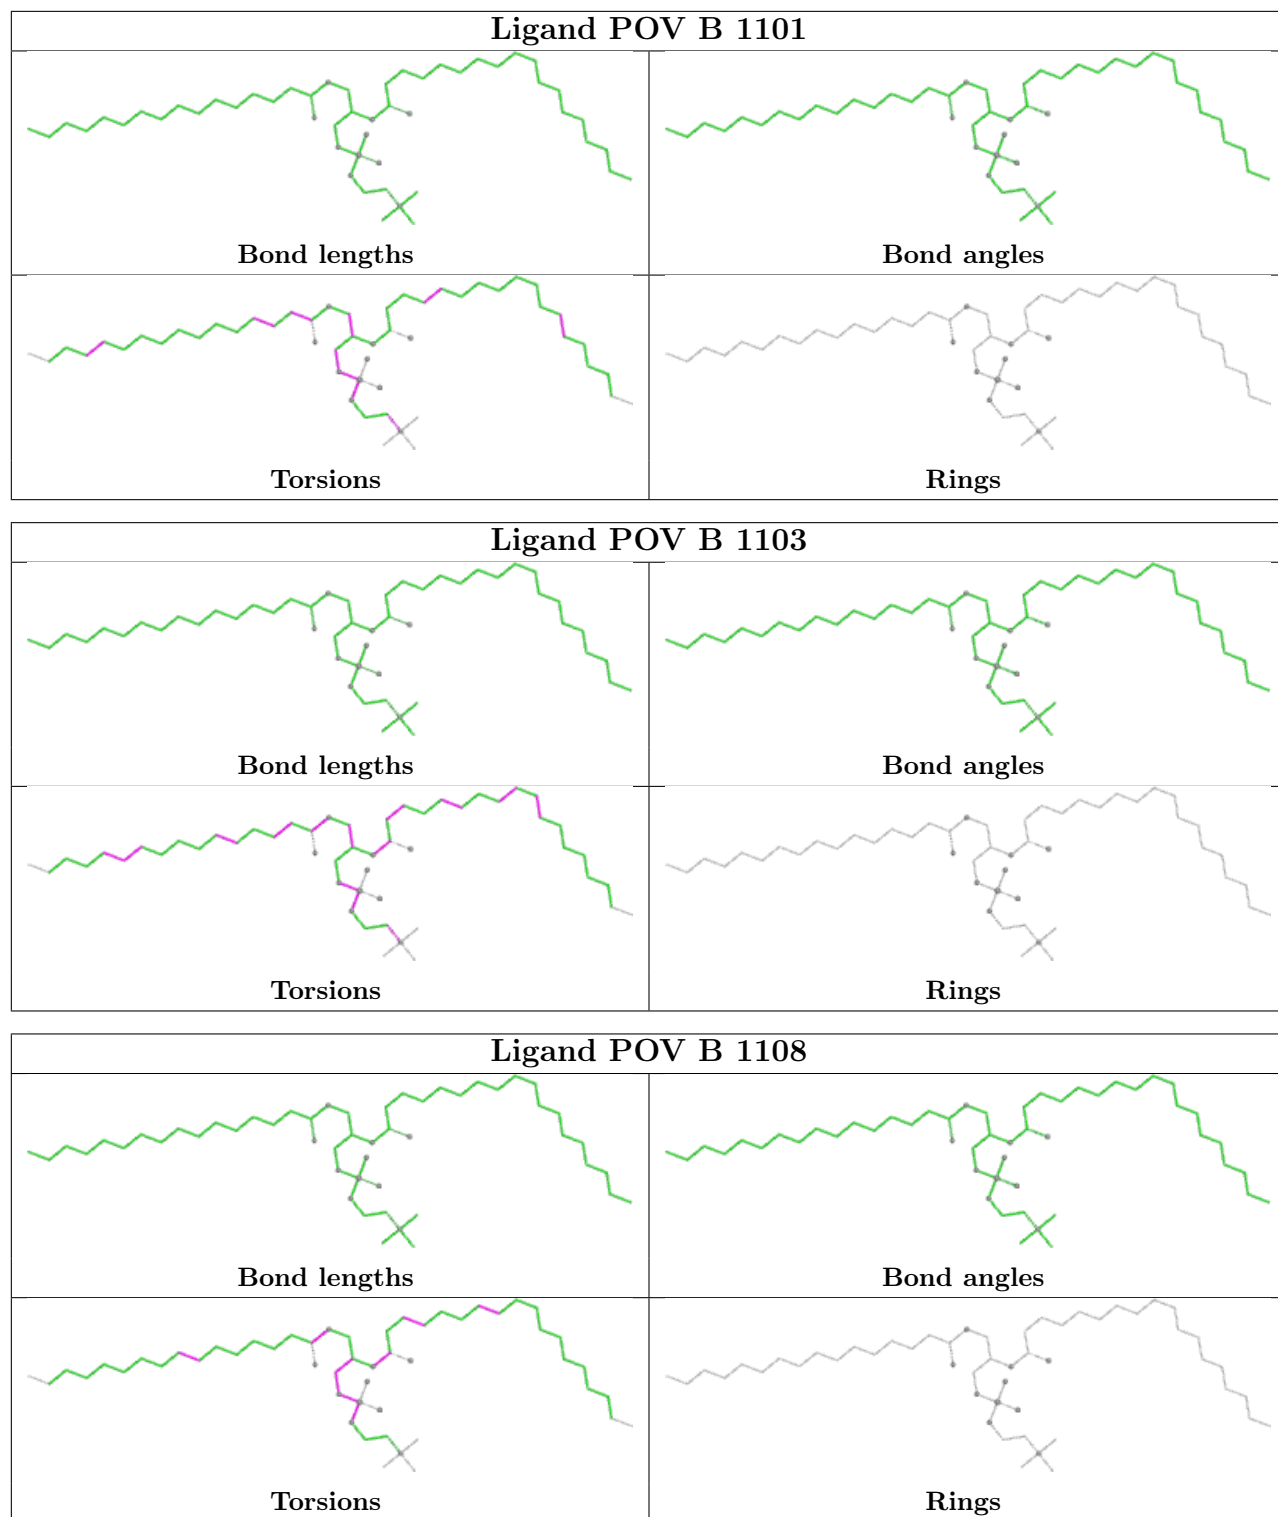 Ligand POV B 1101
Bond lengths
Bond angles
Torsions
Rings
Ligand POV B 1103
Bond lengths
Bond angles
Torsions
Rings
Ligand POV B 1108
Bond lengths
Bond angles
Torsions
Rings